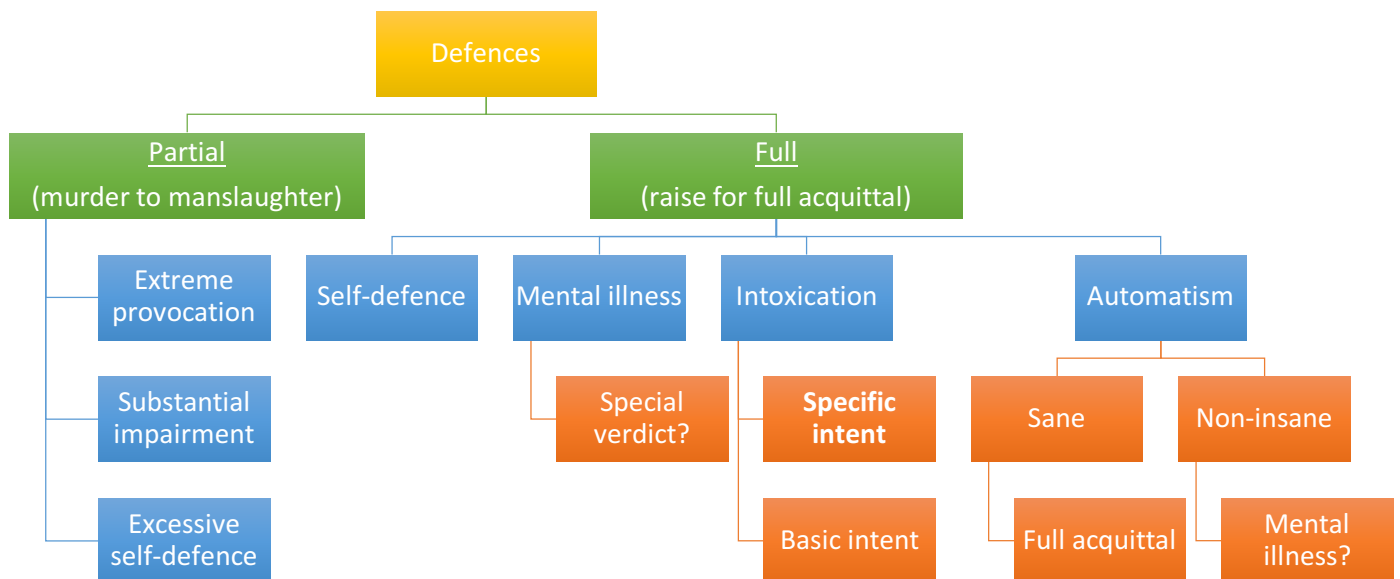 Defences
Partial
(murder to manslaughter)
Full
(raise for full acquittal)
Extreme
provocation
Substantial
impairment
Excessive
self-defence
Self-defence
Mental illness
Special
verdict?
Intoxication
Specific
intent
Basic intent
Automatism
Sane
Full acquittal
Non-insane
Mental
illness?